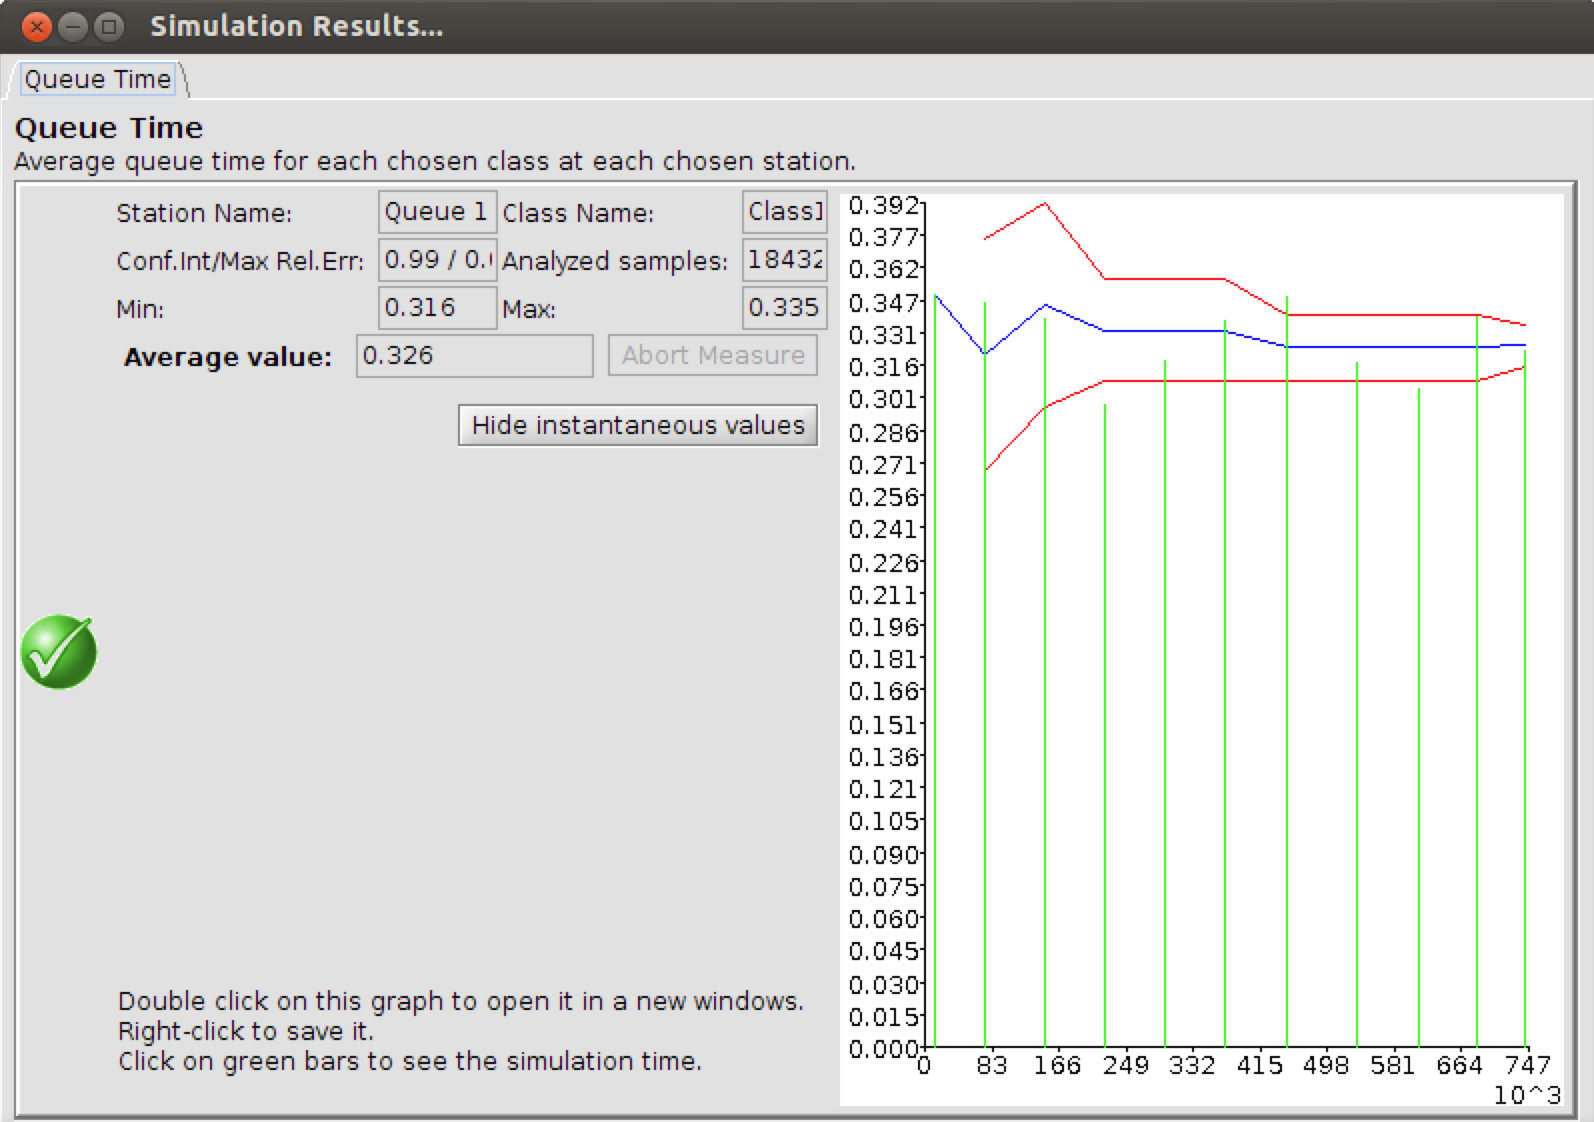 Simulation Results...
Queue Time
Queue Time
Average queue time for each chosen class at each chosen station.
Station Name: Queue 1 Class Name: Class1
Conf.Int/Max Rel.Err: 0.99 / 0. Analyzed samples: 18432
Min: 0.316 Max: 0.335
Average value: 0.326 Abort Measure
Hide instantaneous values
Double click on this graph to open it in a new windows.
Right-click to save it.
Click on green bars to see the simulation time.
0.392
0.377
0.362
0.347
0.331
0.316
0.301
0.286
0.271
0.256
0.241
0.226
0.211
0.196
0.181
0.166
0.151
0.136
0.121
0.105
0.090
0.075
0.060
0.045
0.030
0.015
0.000
0 83 166 249 332 415 498 581 664 747
10^3